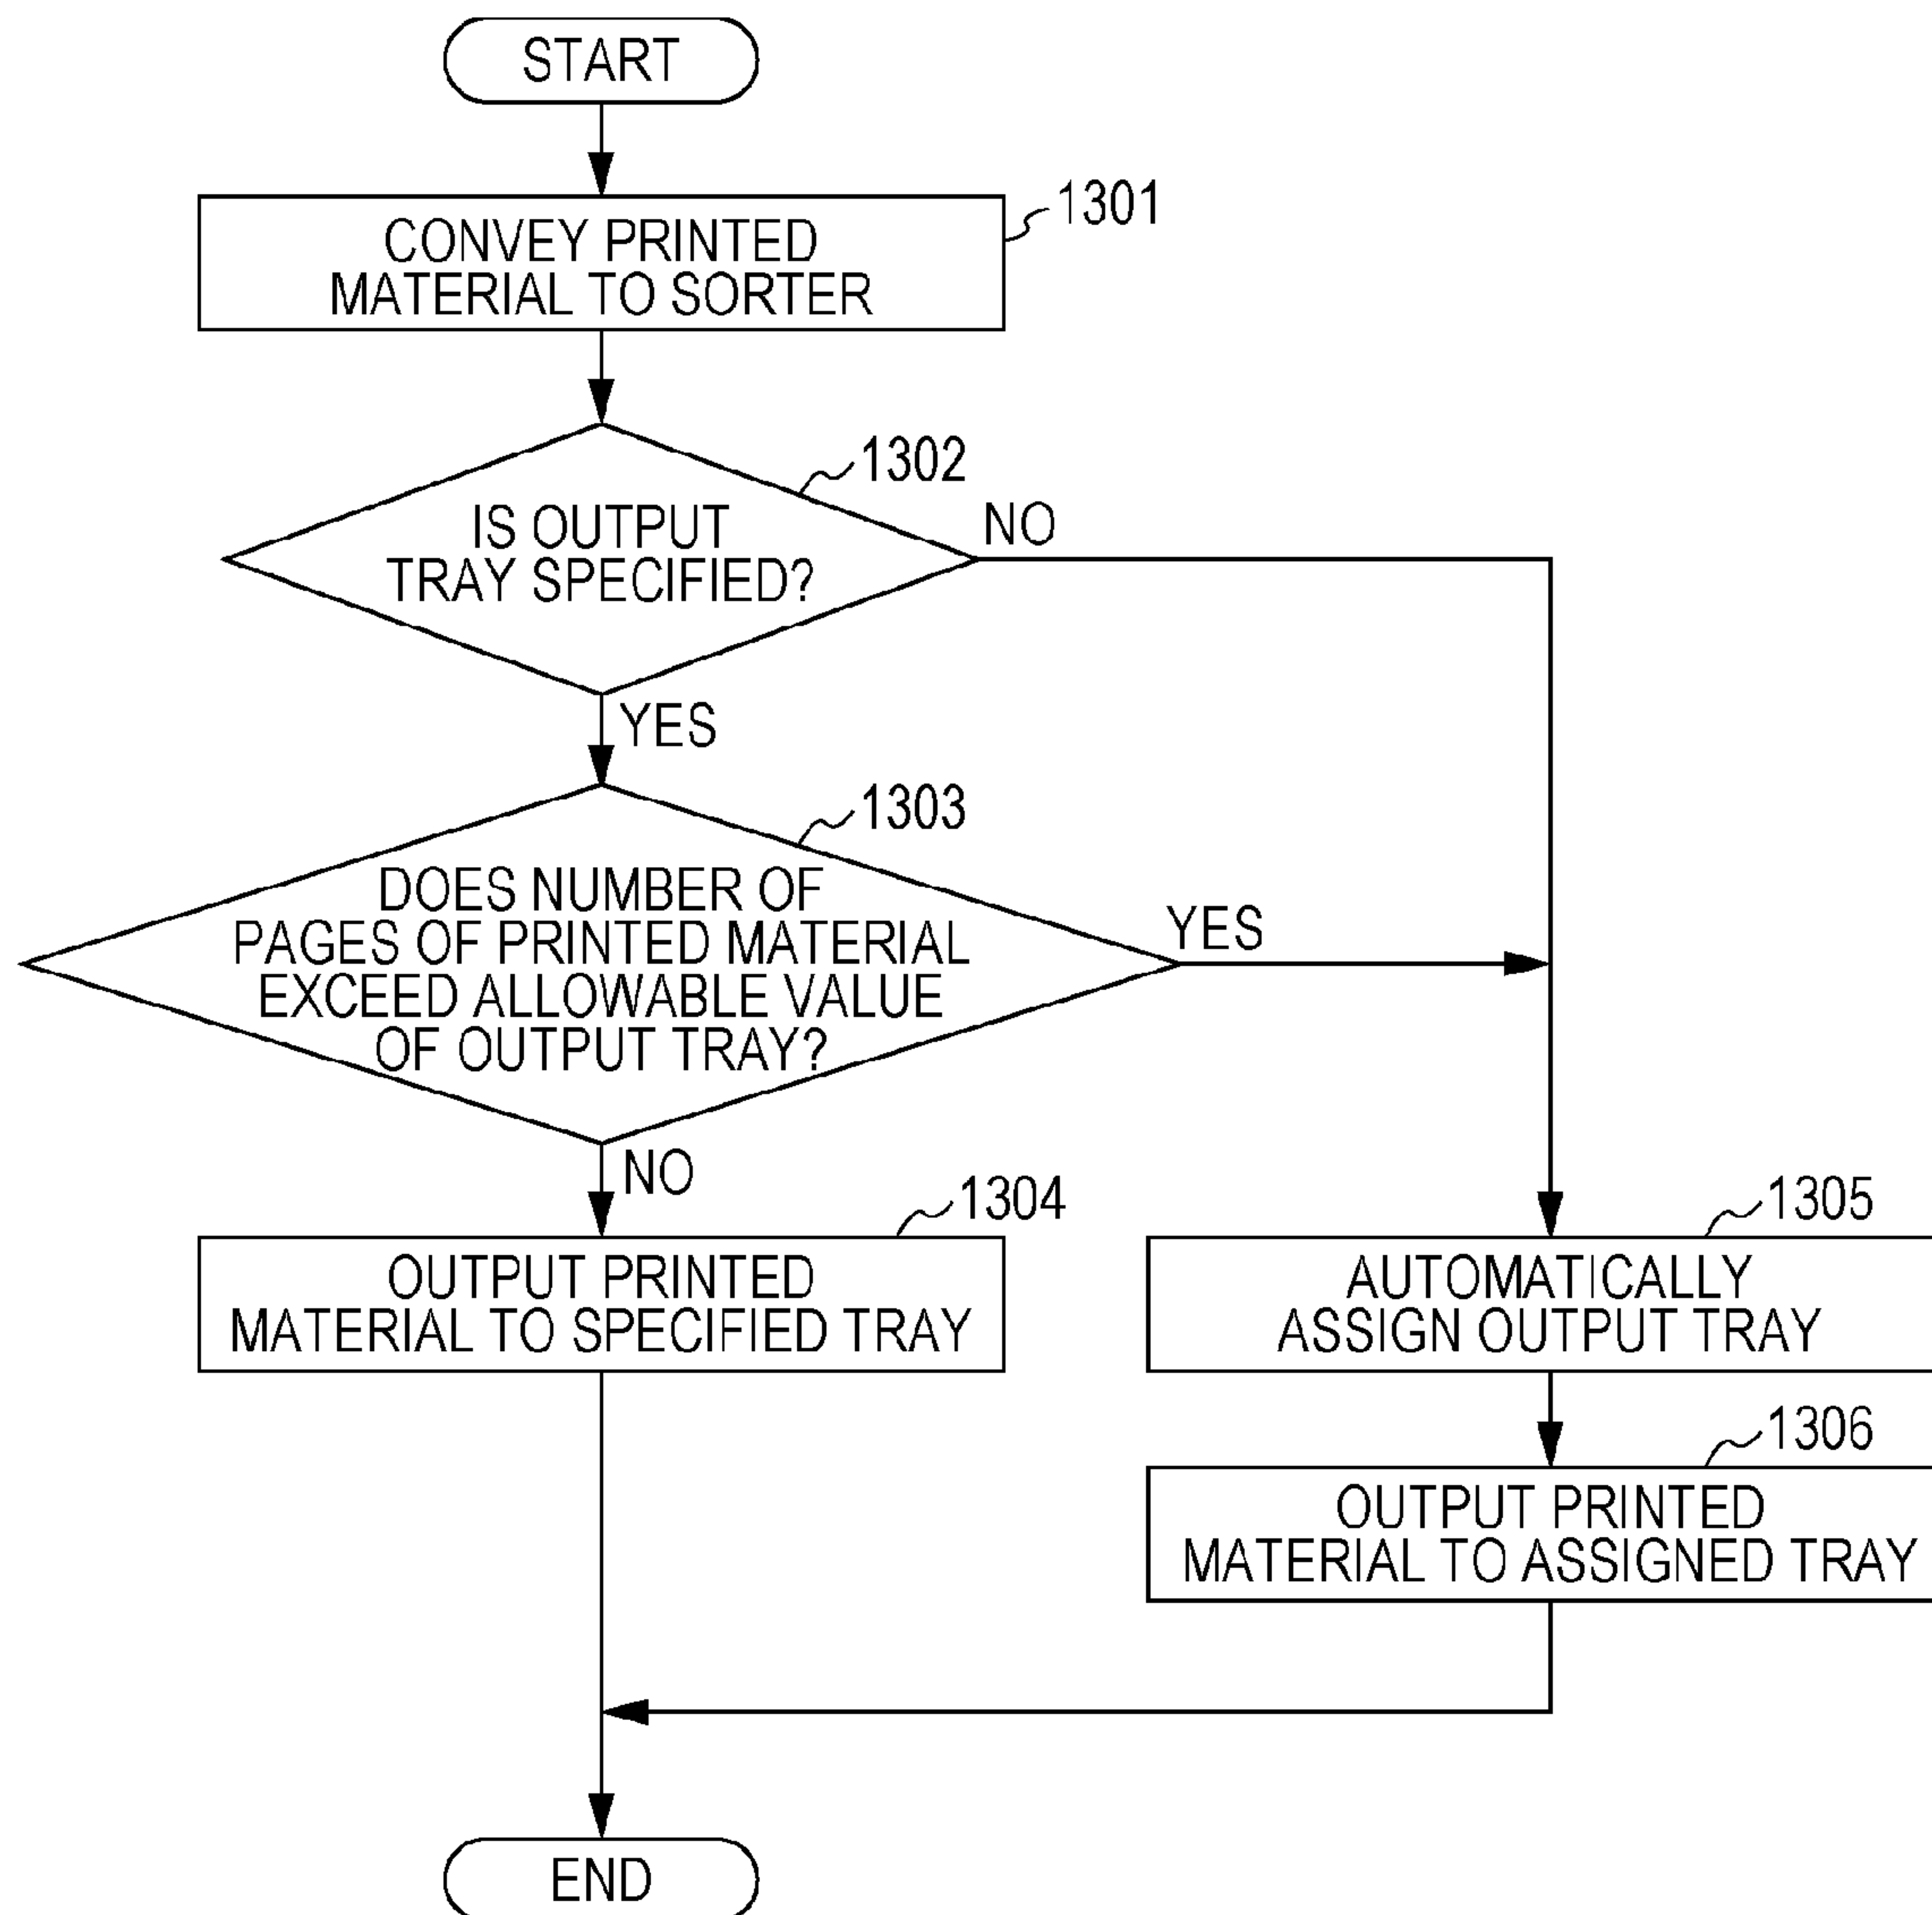 START
1301
CONVEY PRINTED
MATERIAL TO SORTER
1302
IS OUTPUT
TRAY SPECIFIED?
NO
YES
1303
DOES NUMBER OF
PAGES OF PRINTED MATERIAL
EXCEED ALLOWABLE VALUE
OF OUTPUT TRAY?
YES
NO
1304
OUTPUT PRINTED
MATERIAL TO SPECIFIED TRAY
1305
AUTOMATICALLY
ASSIGN OUTPUT TRAY
1306
OUTPUT PRINTED
MATERIAL TO ASSIGNED TRAY
END